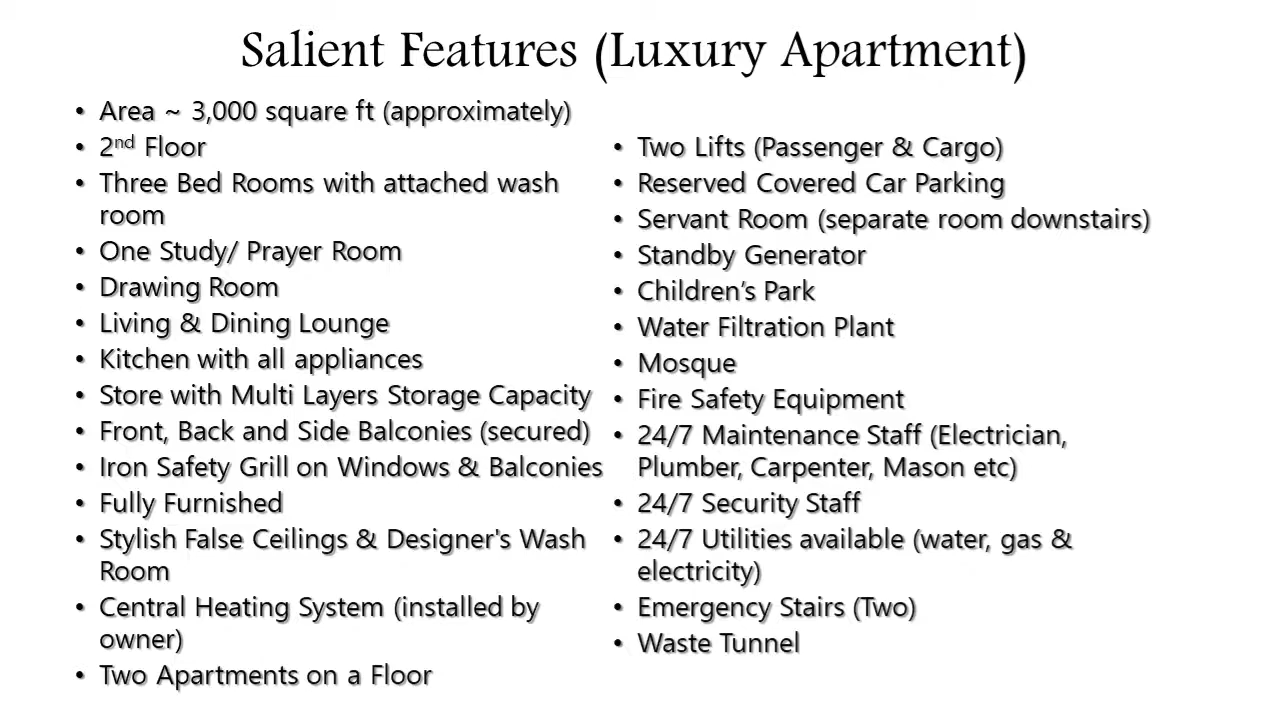 Salient Features (Luxury Apartment)
• Area ~ 3,000 square ft (approximately)
• 2nd Floor
• Three Bed Rooms with attached wash
room
• One Study/ Prayer Room
• Drawing Room
• Living & Dining Lounge
• Kitchen with all appliances
• Store with Multi Layers Storage Capacity
• Front, Back and Side Balconies (secured)
• Iron Safety Grill on Windows & Balconies
• Fully Furnished
• Stylish False Ceilings & Designer's Wash
Room
• Central Heating System (installed by
owner)
• Two Apartments on a Floor
• Two Lifts (Passenger & Cargo)
• Reserved Covered Car Parking
• Servant Room (separate room downstairs)
• Standby Generator
• Children’s Park
• Water Filtration Plant
• Mosque
• Fire Safety Equipment
• 24/7 Maintenance Staff (Electrician,
Plumber, Carpenter, Mason etc)
• 24/7 Security Staff
• 24/7 Utilities available (water, gas &
electricity)
• Emergency Stairs (Two)
• Waste Tunnel